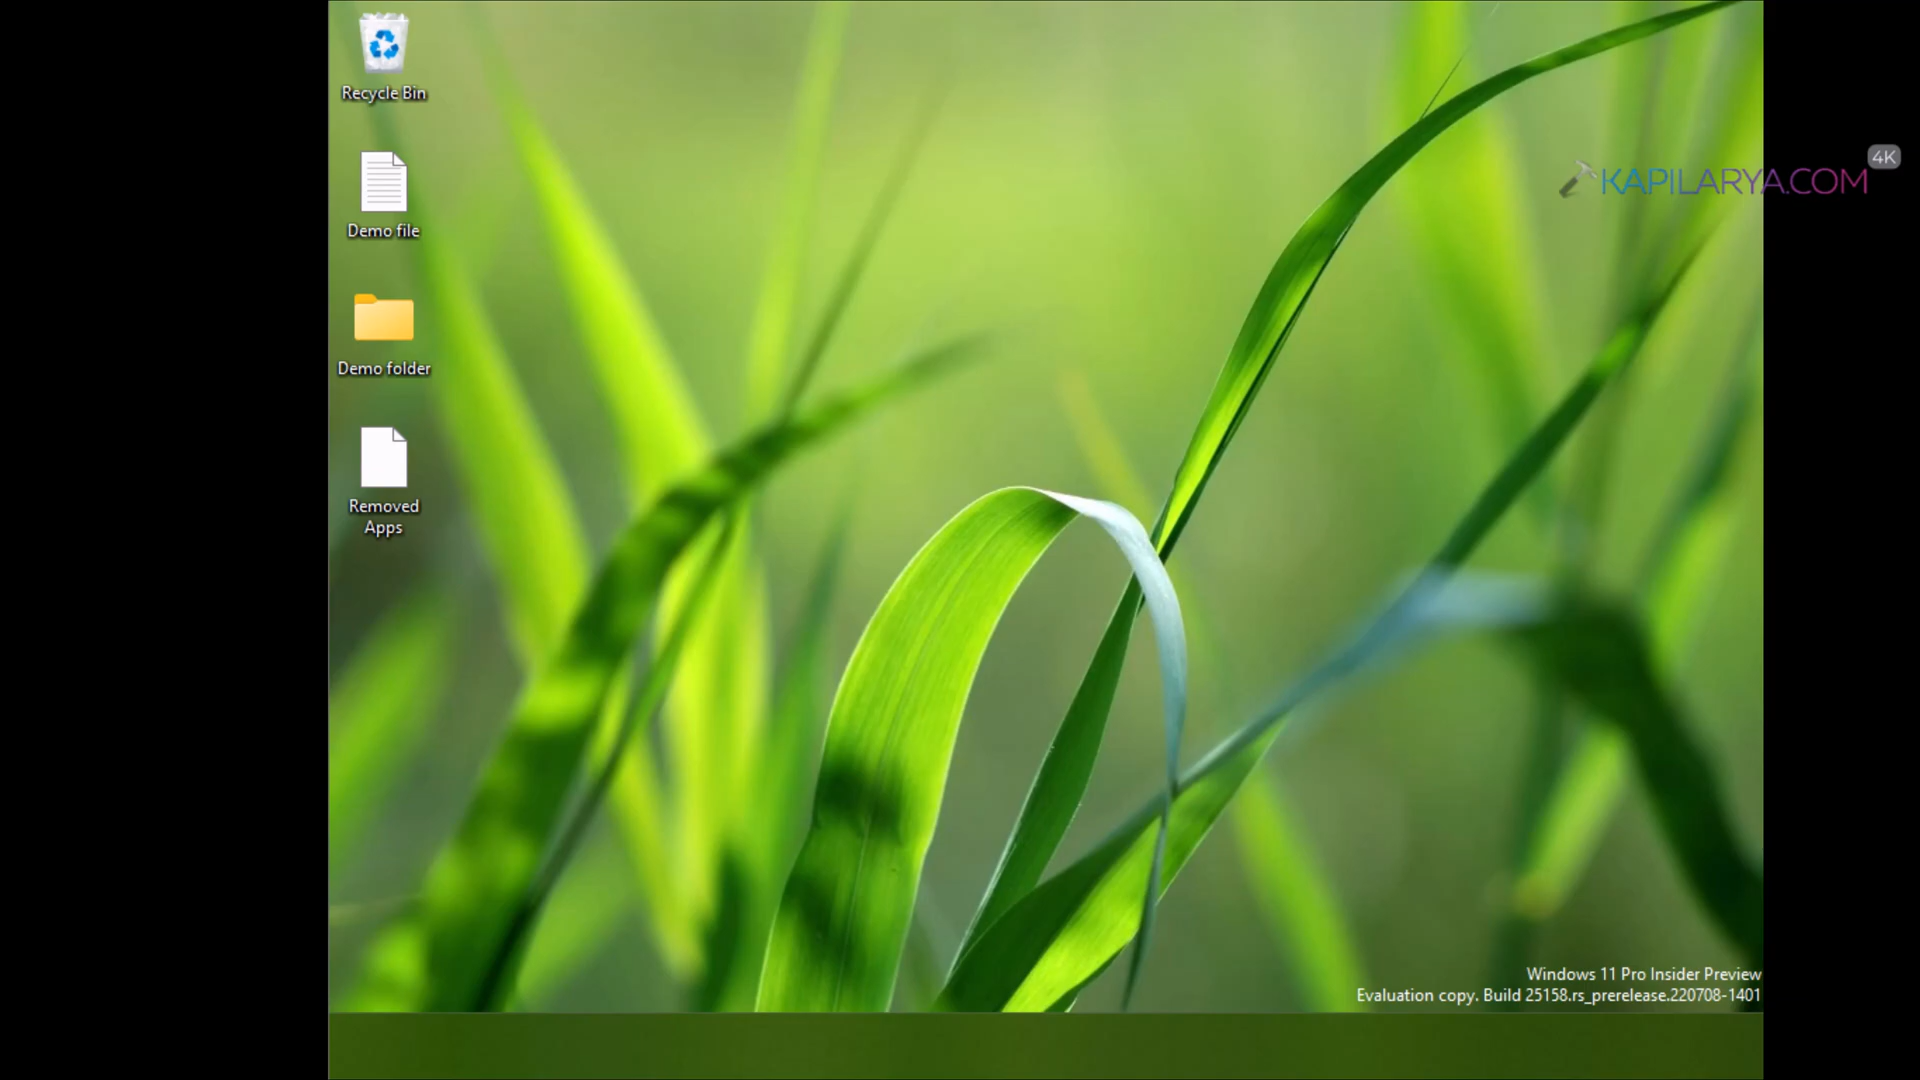 Recycle Bin
Demo file
Demo folder
Removed
Apps
4K
KAPILARYA.COM
Windows 11 Pro Insider Preview
Evaluation copy. Build 25158.rs_prerelease.220708-1401